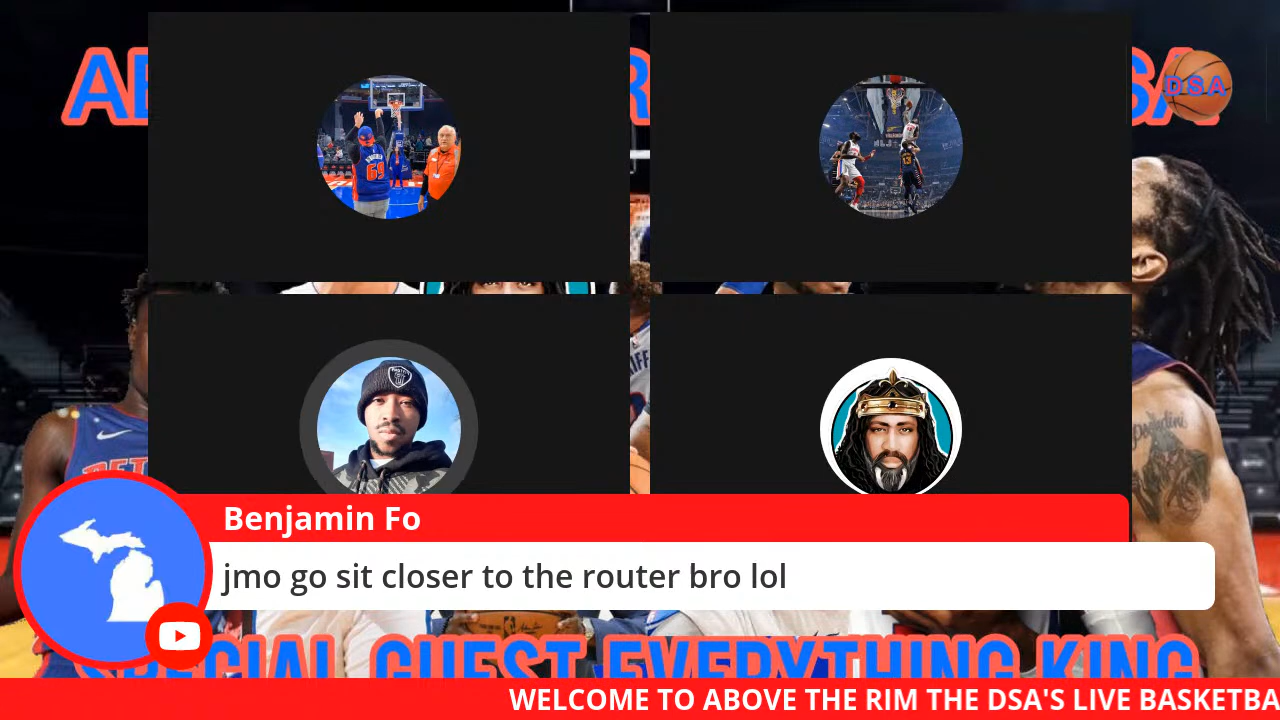 DSA
69
Benjamin Fo
jmo go sit closer to the router bro lol
SPECIAL GUEST EVERYTHING KING
WELCOME TO ABOVE THE RIM THE DSA'S LIVE BASKETBA